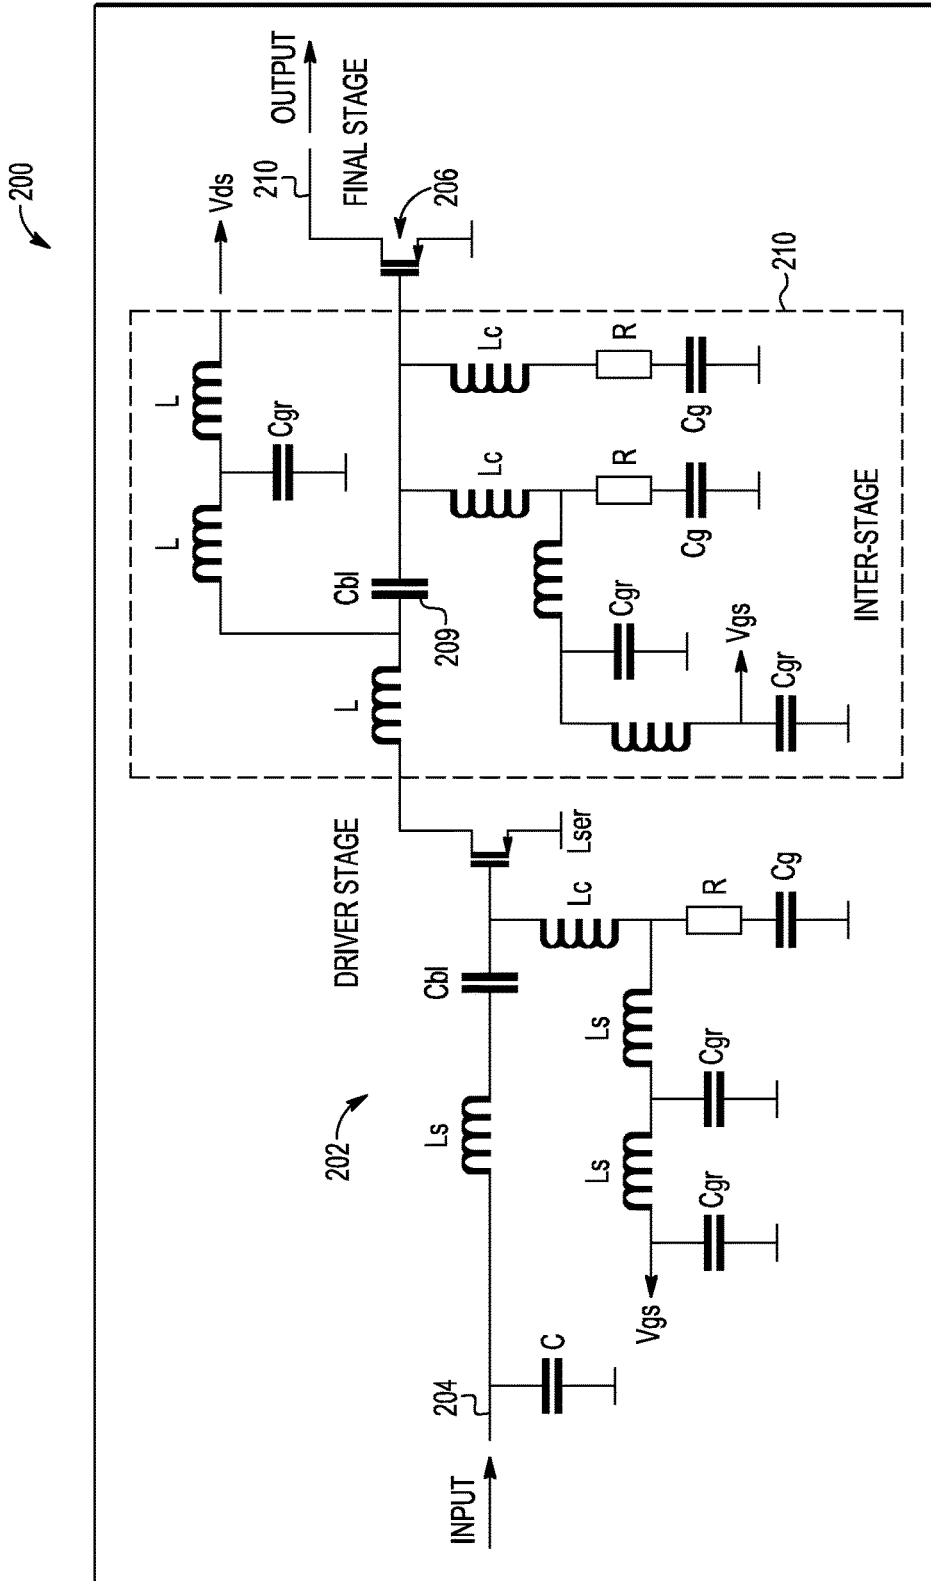 200
OUTPUT
210
FINAL STAGE
206
Vds
210
L
L
Cgr
Lc
R
Cg
Lc
R
Cg
Cbl
209
L
Cgr
Vgs
Cgr
INTER-STAGE
DRIVER STAGE
Lser
Lc
R
Cg
Cbl
Ls
Cgr
202
Ls
Ls
Cgr
Vgs
C
204
INPUT